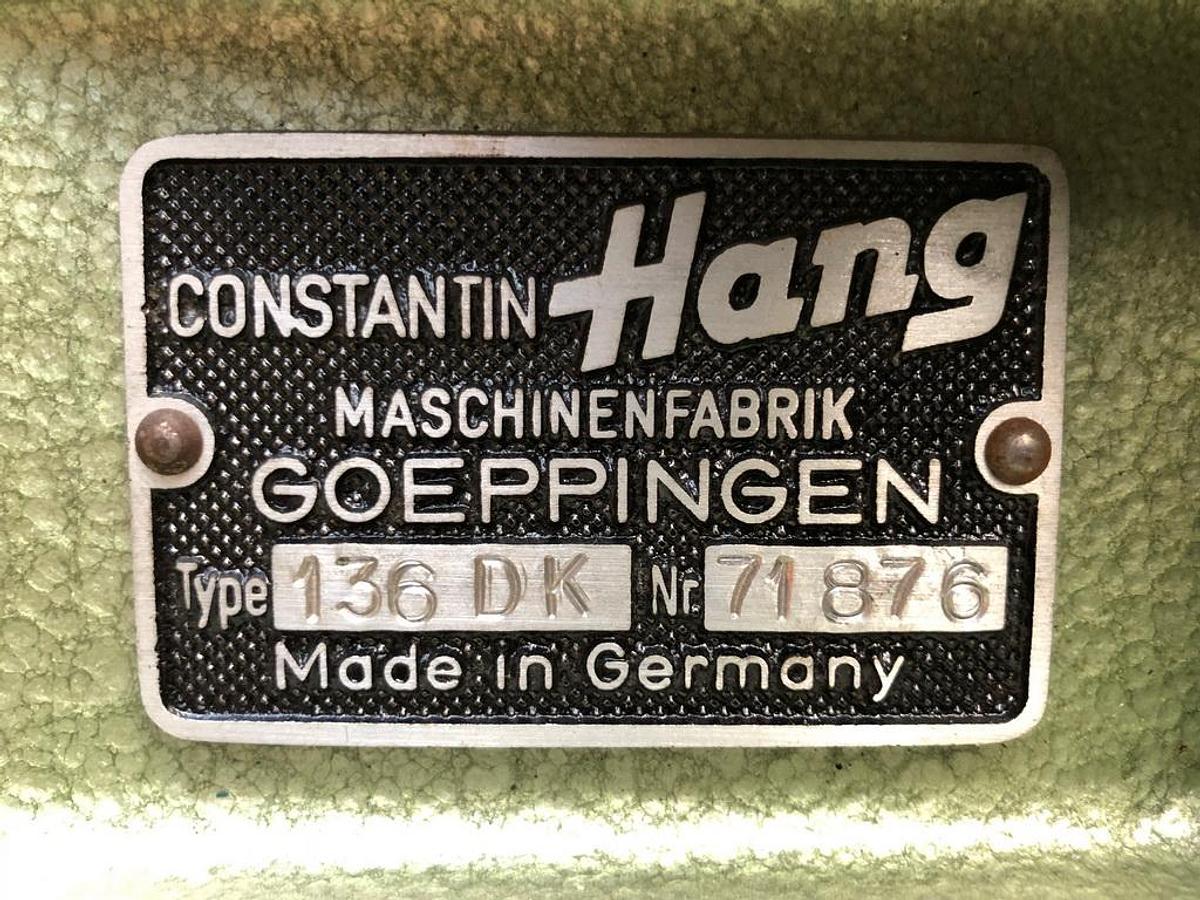 CONSTANTIN Hang
MASCHINENFABRIK
GOEPPINGEN
Type 136 DK Nr 71876
Made in Germany